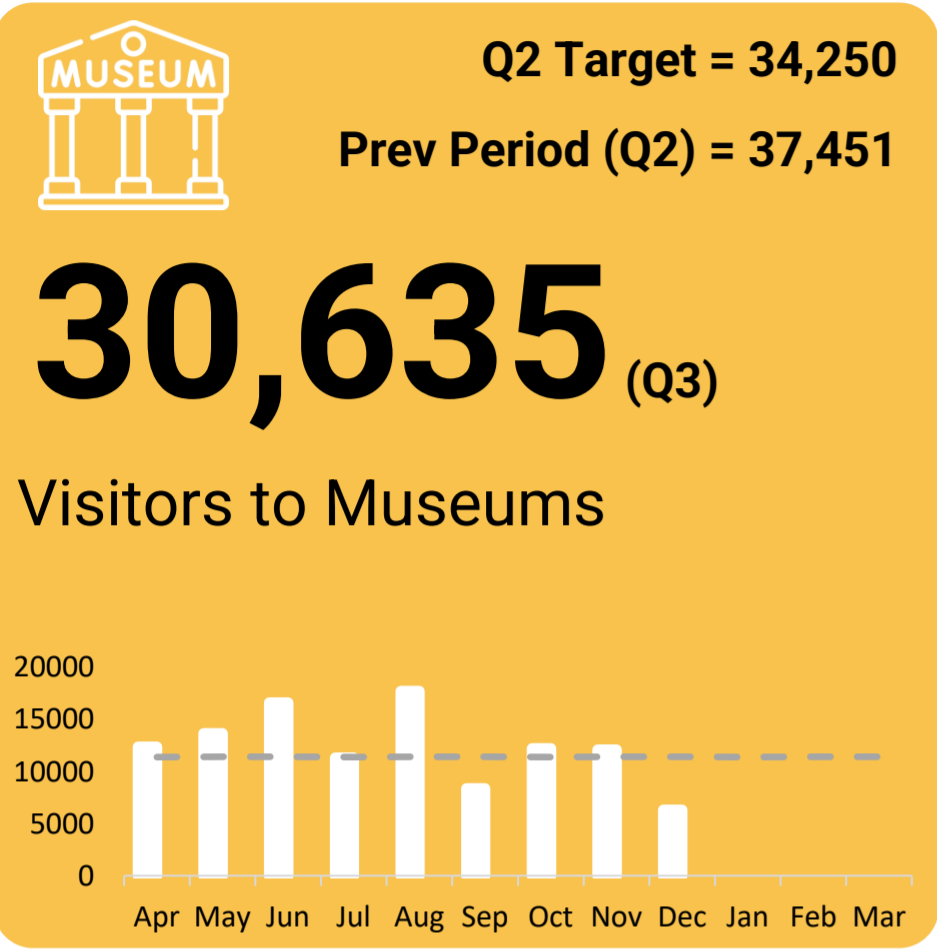 MUSEUM
Q2 Target = 34,250
Prev Period (Q2) = 37,451
30,635 (Q3)
Visitors to Museums
20000
15000
10000
5000
0
Apr May Jun Jul Aug Sep Oct Nov Dec Jan Feb Mar